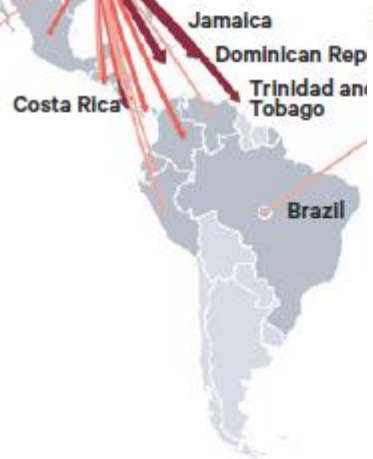 Jamaica
Dominican Rep
Trinidad and
Tobago
Costa Rica
Brazil